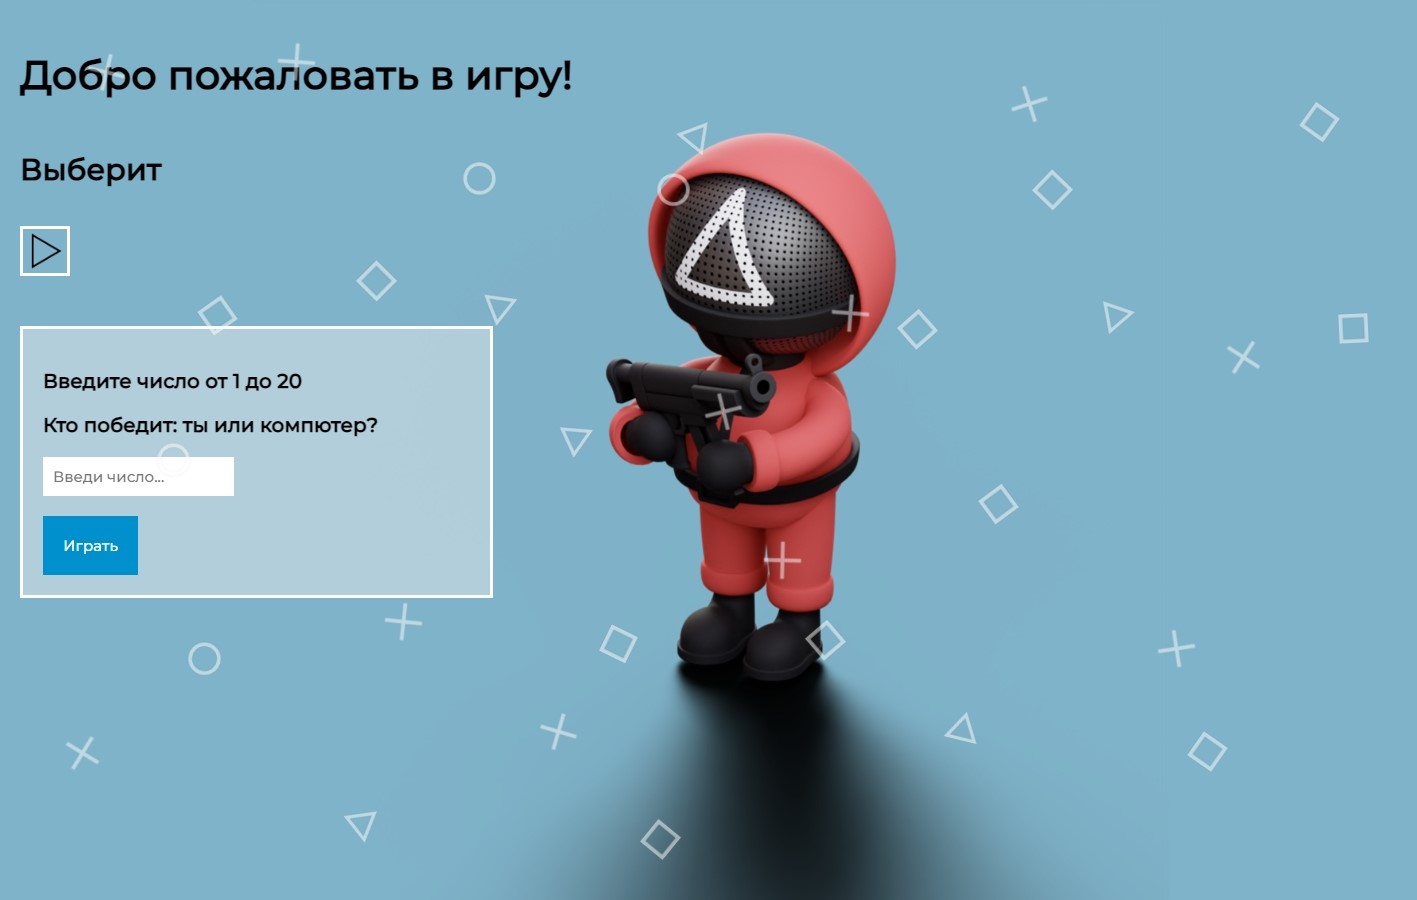 Добро пожаловать в игру!
Выберит
Введите число от 1 до 20
Кто победит: ты или компютер?
Введи число...
Играть